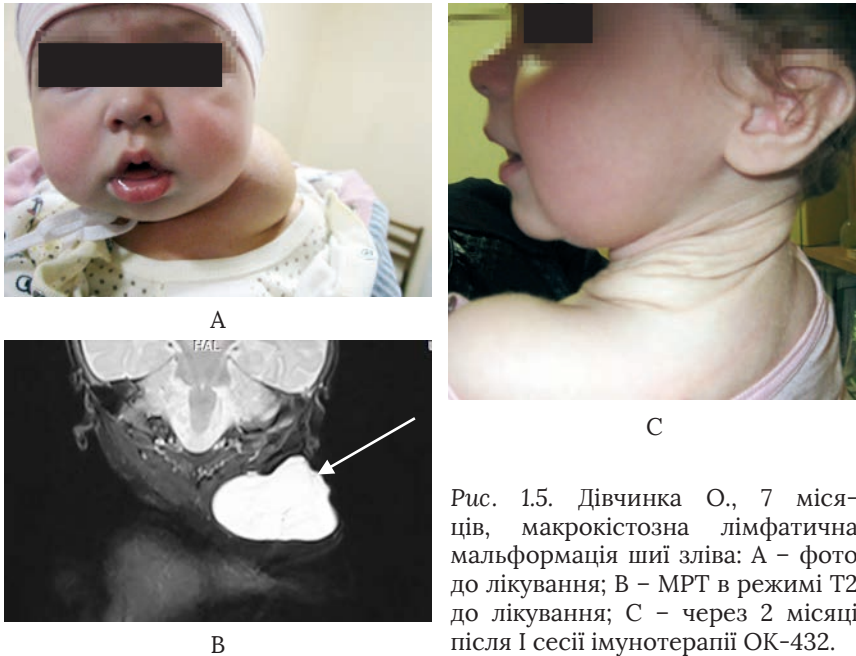 A
HAL
B
C
Рис. 1.5. Дівчинка О., 7 міся-
ців, макрокістозна лімфатична
мальформація шиї зліва: А – фото
до лікування; В – МРТ в режимі Т2
до лікування; С – через 2 місяці
після І сесії імунотерапії ОК-432.